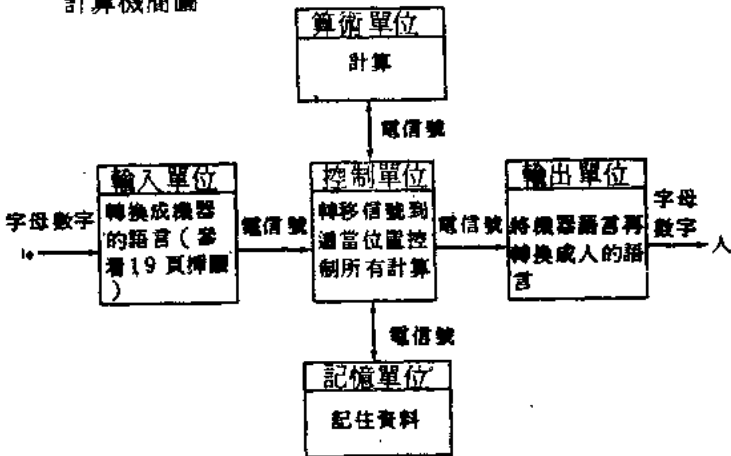 計算機簡圖
算術單位
計算
電信號
輸入單位
轉換成機器
的語言(參
看19頁插圖
)
字母數字
電信號
控制單位
轉移信號到
適當位置控
制所有計算
電信號
輸出單位
將機器語言再
轉換成人的語
言
字母
數字
人
電信號
記憶單位
記住資料